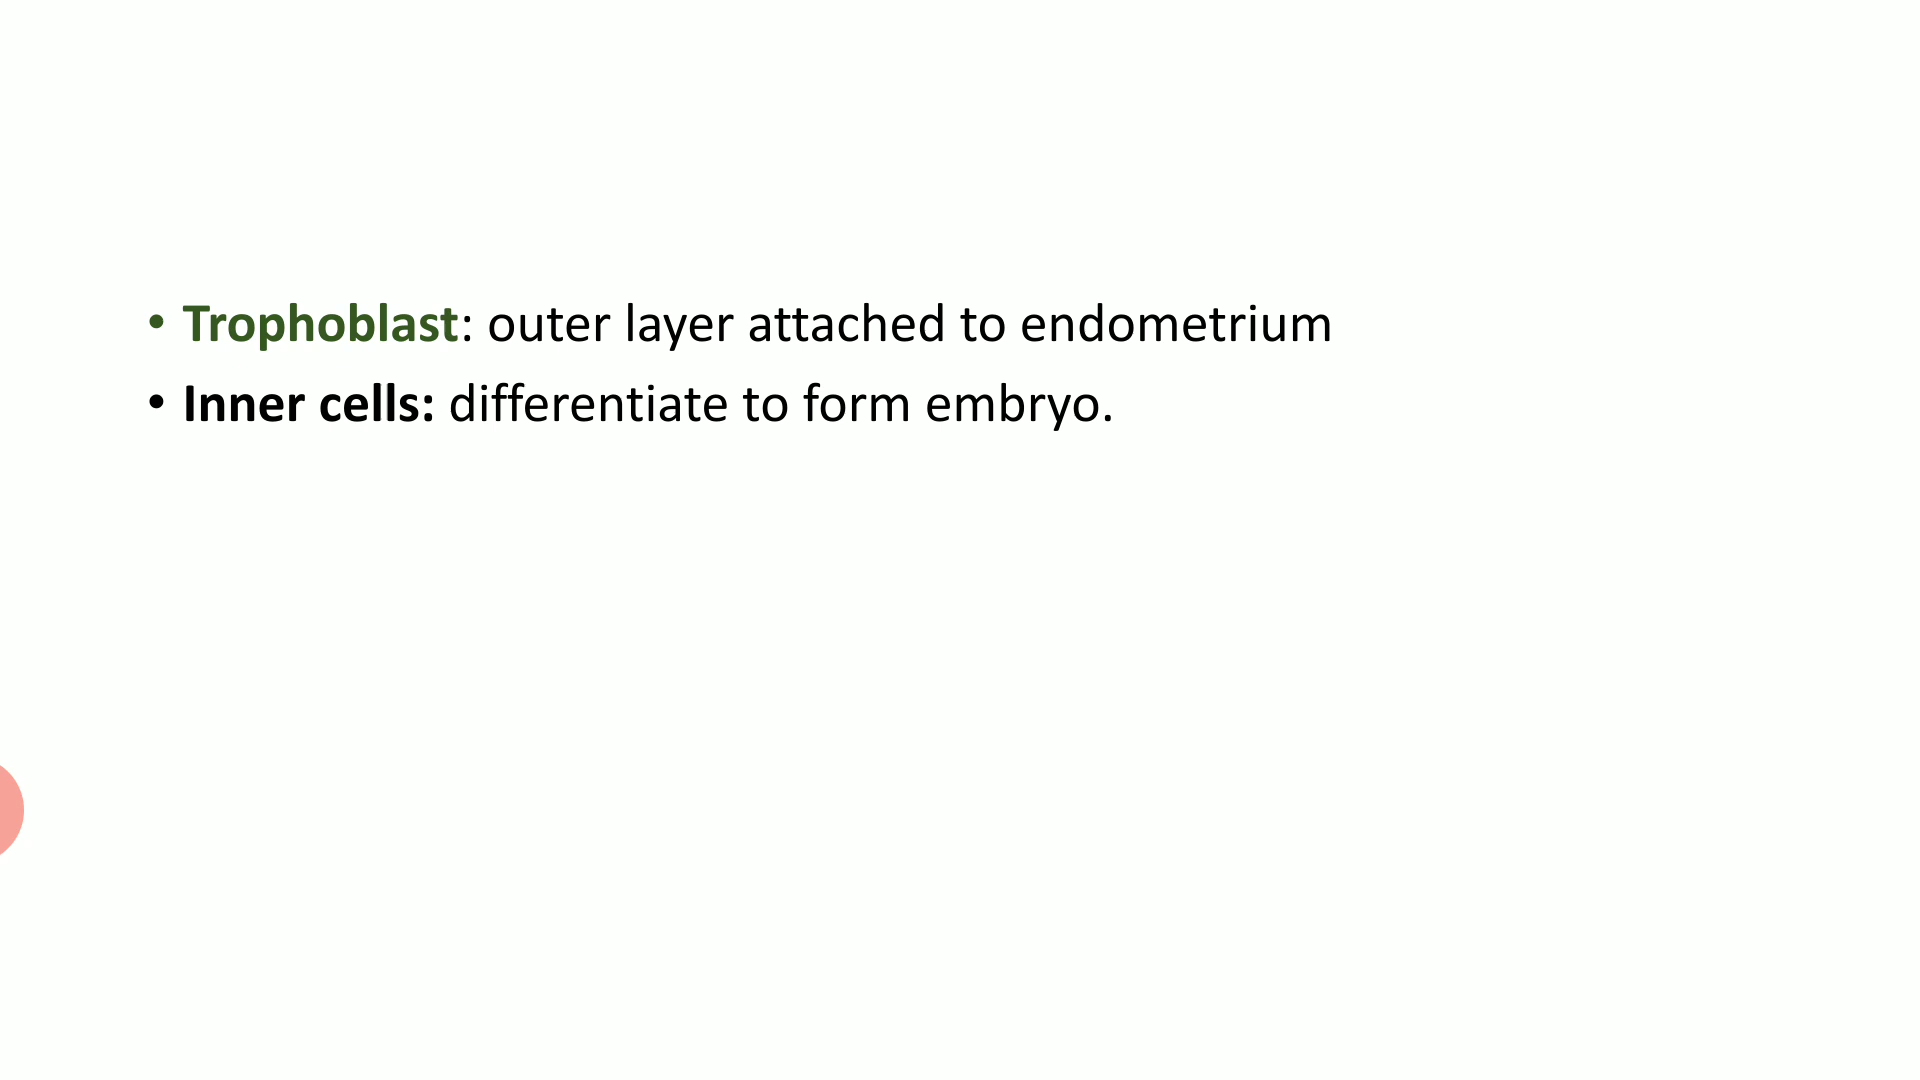 • Trophoblast: outer layer attached to endometrium
• Inner cells: differentiate to form embryo.